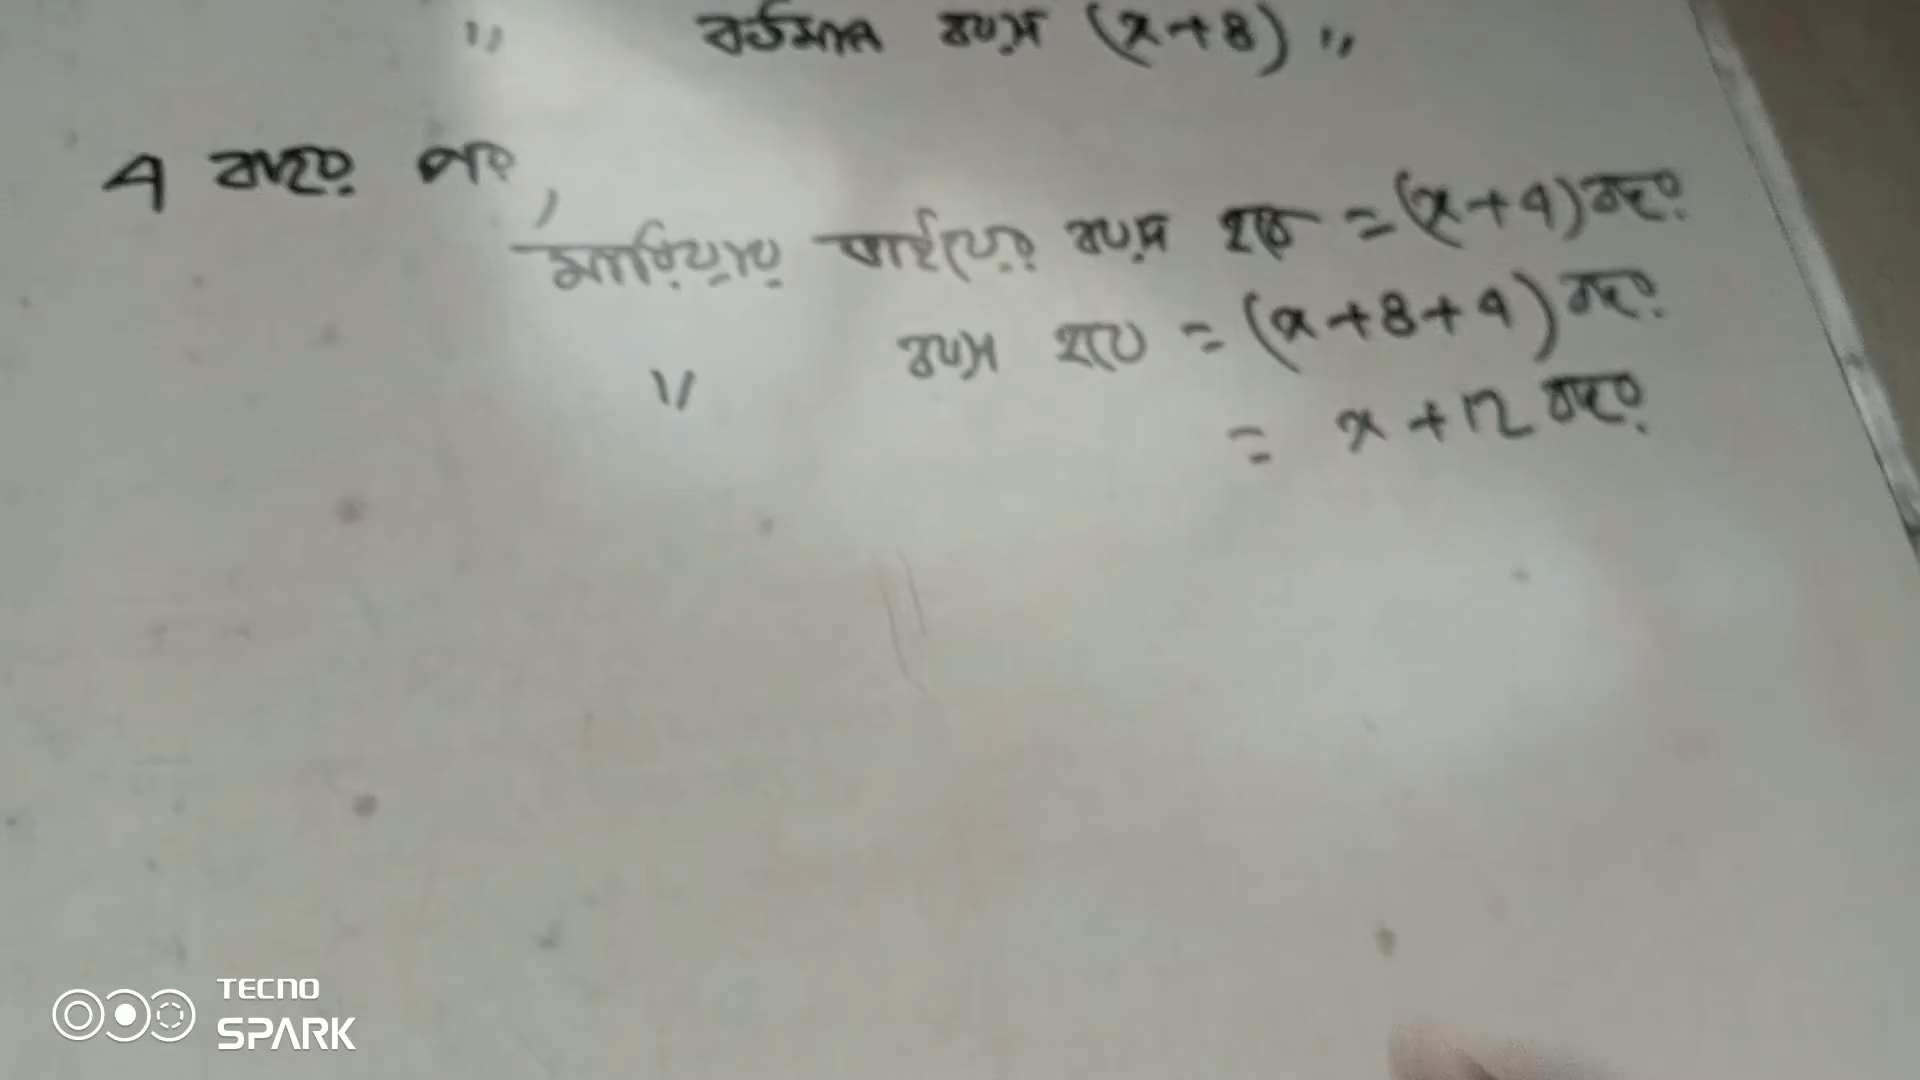 " বর্তমান বয়স (x+8) "
4 বছর পর,
মারিয়ার ভাইয়ের বয়স হবে = (x+4) বছর
" বয়স হবে = (x+8+4) বছর
= x+12 বছর
TECNO
SPARK